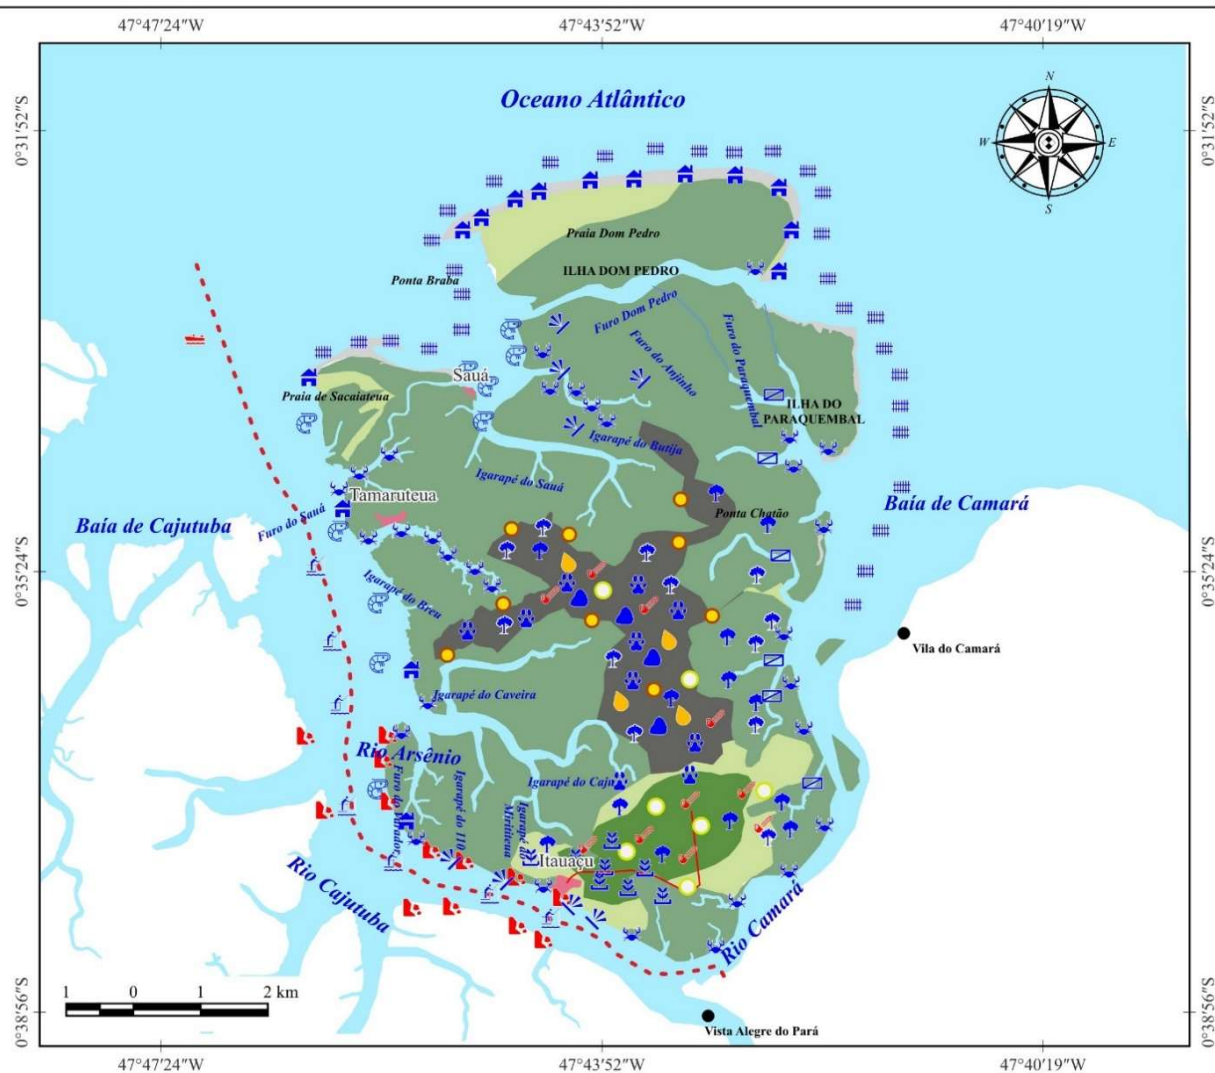 47°47'24"W
47°43'52"W
47°40'19"W
0°31'52"S
0°31'52"S
Oceano Atlântico
N
W
E
S
Praia Dom Pedro
ILHA DOM PEDRO
Ponta Braba
Furo Dom Pedro
Furo do Anjinho
Furo do Paraquembal
Sauá
Praia de Sacaiateua
ILHA DO
PARAQUEMBAL
Igarapé do Butija
Igarapé do Sauá
Tamaruteua
Ponta Chatão
Baía de Cajutuba
Furo do Sauá
Baía de Camará
0°35'24"S
0°35'24"S
Igarapé do Breu
Vila do Camará
Igarapé do Caveira
Rio Arsênio
Igarapé do Caju
Igarapé do 110
Igarapé do
Itauaçu
Rio Cajutuba
Rio Camará
1
0
1
2 km
0°38'56"S
0°38'56"S
Vista Alegre do Pará
47°47'24"W
47°43'52"W
47°40'19"W